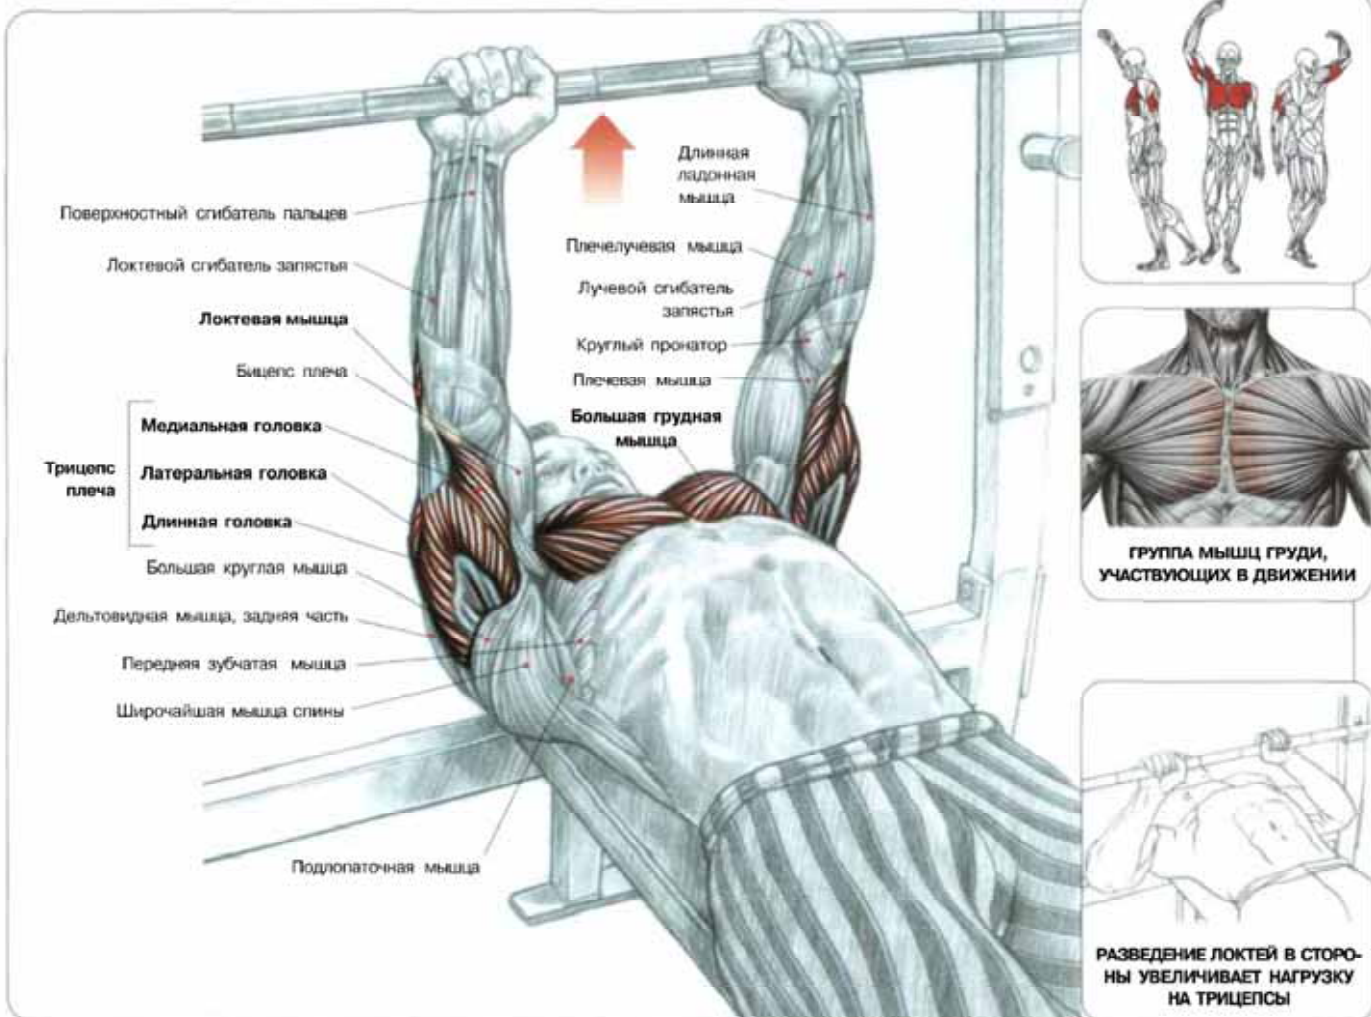 Длинная
ладонная
мышца
Поверхностный сгибатель пальцев
Плечелучевая мышца
Локтевой сгибатель запястья
Лучевой сгибатель
запястья
Локтевая мышца
Круглый пронатор
Бицепс плеча
Плечевая мышца
Большая грудная
мышца
Трицепс
плеча
Медиальная головка
Латеральная головка
Длинная головка
Большая круглая мышца
Дельтовидная мышца, задняя часть
Передняя зубчатая мышца
Широчайшая мышца спины
Подлопаточная мышца
ГРУППА МЫШЦ ГРУДИ,
УЧАСТВУЮЩИХ В ДВИЖЕНИИ
РАЗВЕДЕНИЕ ЛОКТЕЙ В СТОРО-
НЫ УВЕЛИЧИВАЕТ НАГРУЗКУ
НА ТРИЦЕПСЫ